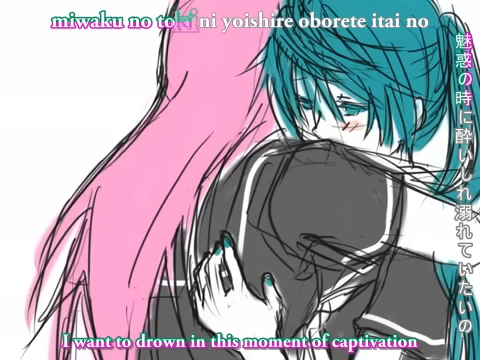 miwaku no toki ni yoishire oborete itai no
魅惑の時に酔いしれ溺れていたいの
I want to drown in this moment of captivation